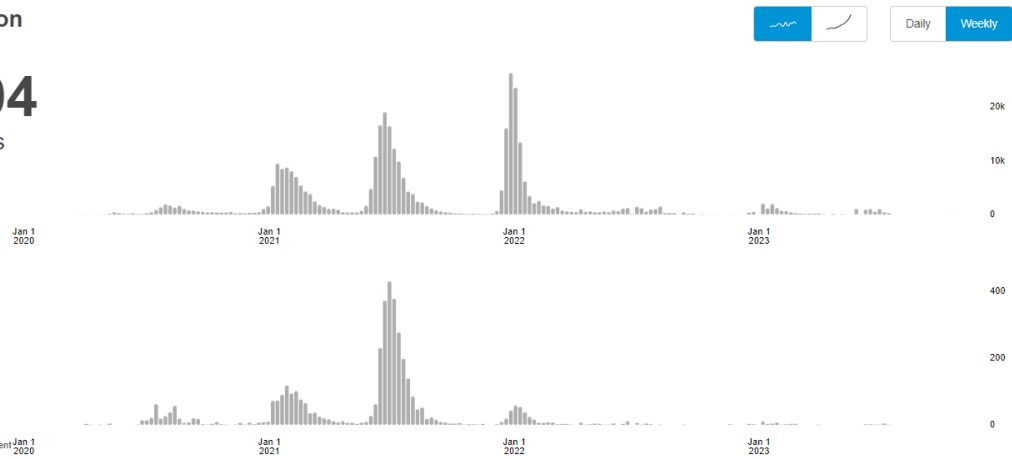 on
Daily Weekly
04
s
20k
10k
0
Jan 1 Jan 1 Jan 1 Jan 1
2020 2021 2022 2023
400
200
0
ent Jan 1 Jan 1 Jan 1 Jan 1
2020 2021 2022 2023